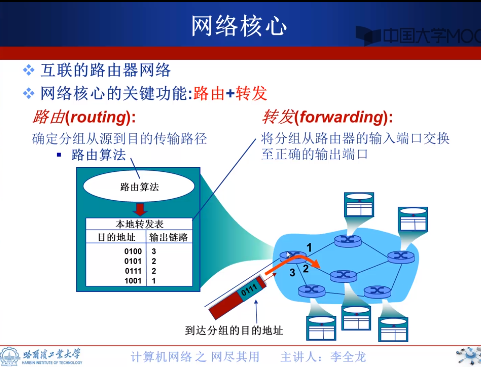 网络核心
中国大学MOO
互联的路由器网络
网络核心的关键功能:路由+转发
路由(routing):
确定分组从源到目的传输路径
路由算法
转发(forwarding):
将分组从路由器的输入端口交换
至正确的输出端口
路由算法
本地转发表
目的地址 输出链路
0100 3
0101 2
0111 2
1001 1
1
3 2
0111
到达分组的目的地址
哈尔滨工业大学
HARBIN INSTITUTE OF TECHNOLOGY
计算机网络 之 网尽其用 主讲人：李全龙